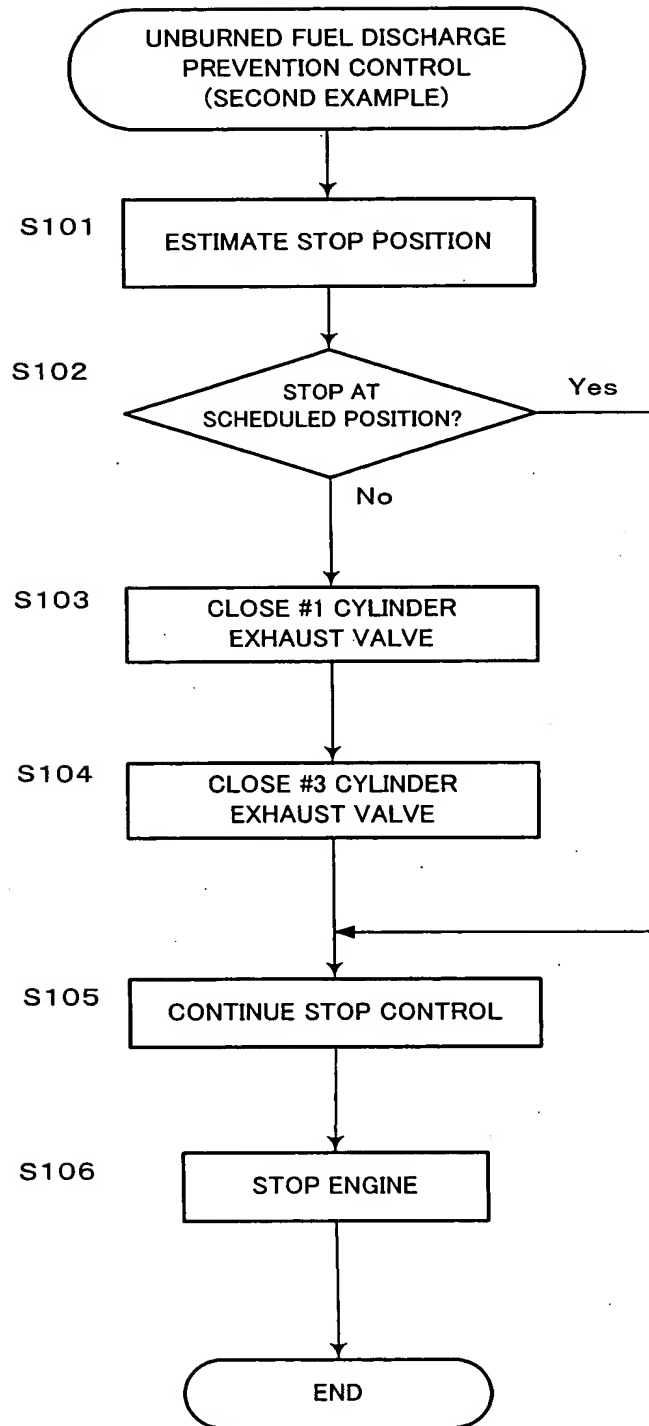 UNBURNED FUEL DISCHARGE
PREVENTION CONTROL
(SECOND EXAMPLE)
S101
ESTIMATE STOP POSITION
S102
STOP AT
SCHEDULED POSITION?
Yes
No
S103
CLOSE #1 CYLINDER
EXHAUST VALVE
S104
CLOSE #3 CYLINDER
EXHAUST VALVE
S105
CONTINUE STOP CONTROL
S106
STOP ENGINE
END